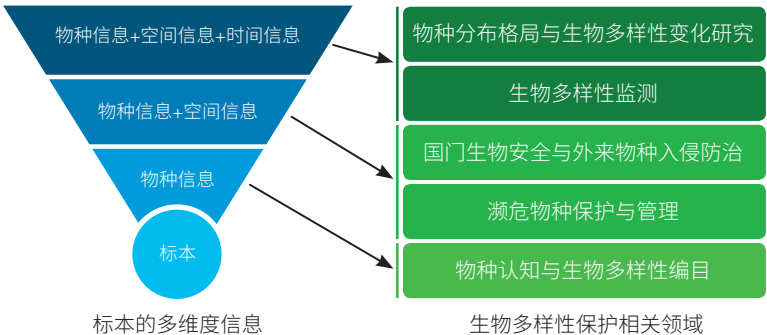 物种信息+空间信息+时间信息
物种信息+空间信息
物种信息
标本
标本的多维度信息
物种分布格局与生物多样性变化研究
生物多样性监测
国门生物安全与外来物种入侵防治
濒危物种保护与管理
物种认知与生物多样性编目
生物多样性保护相关领域